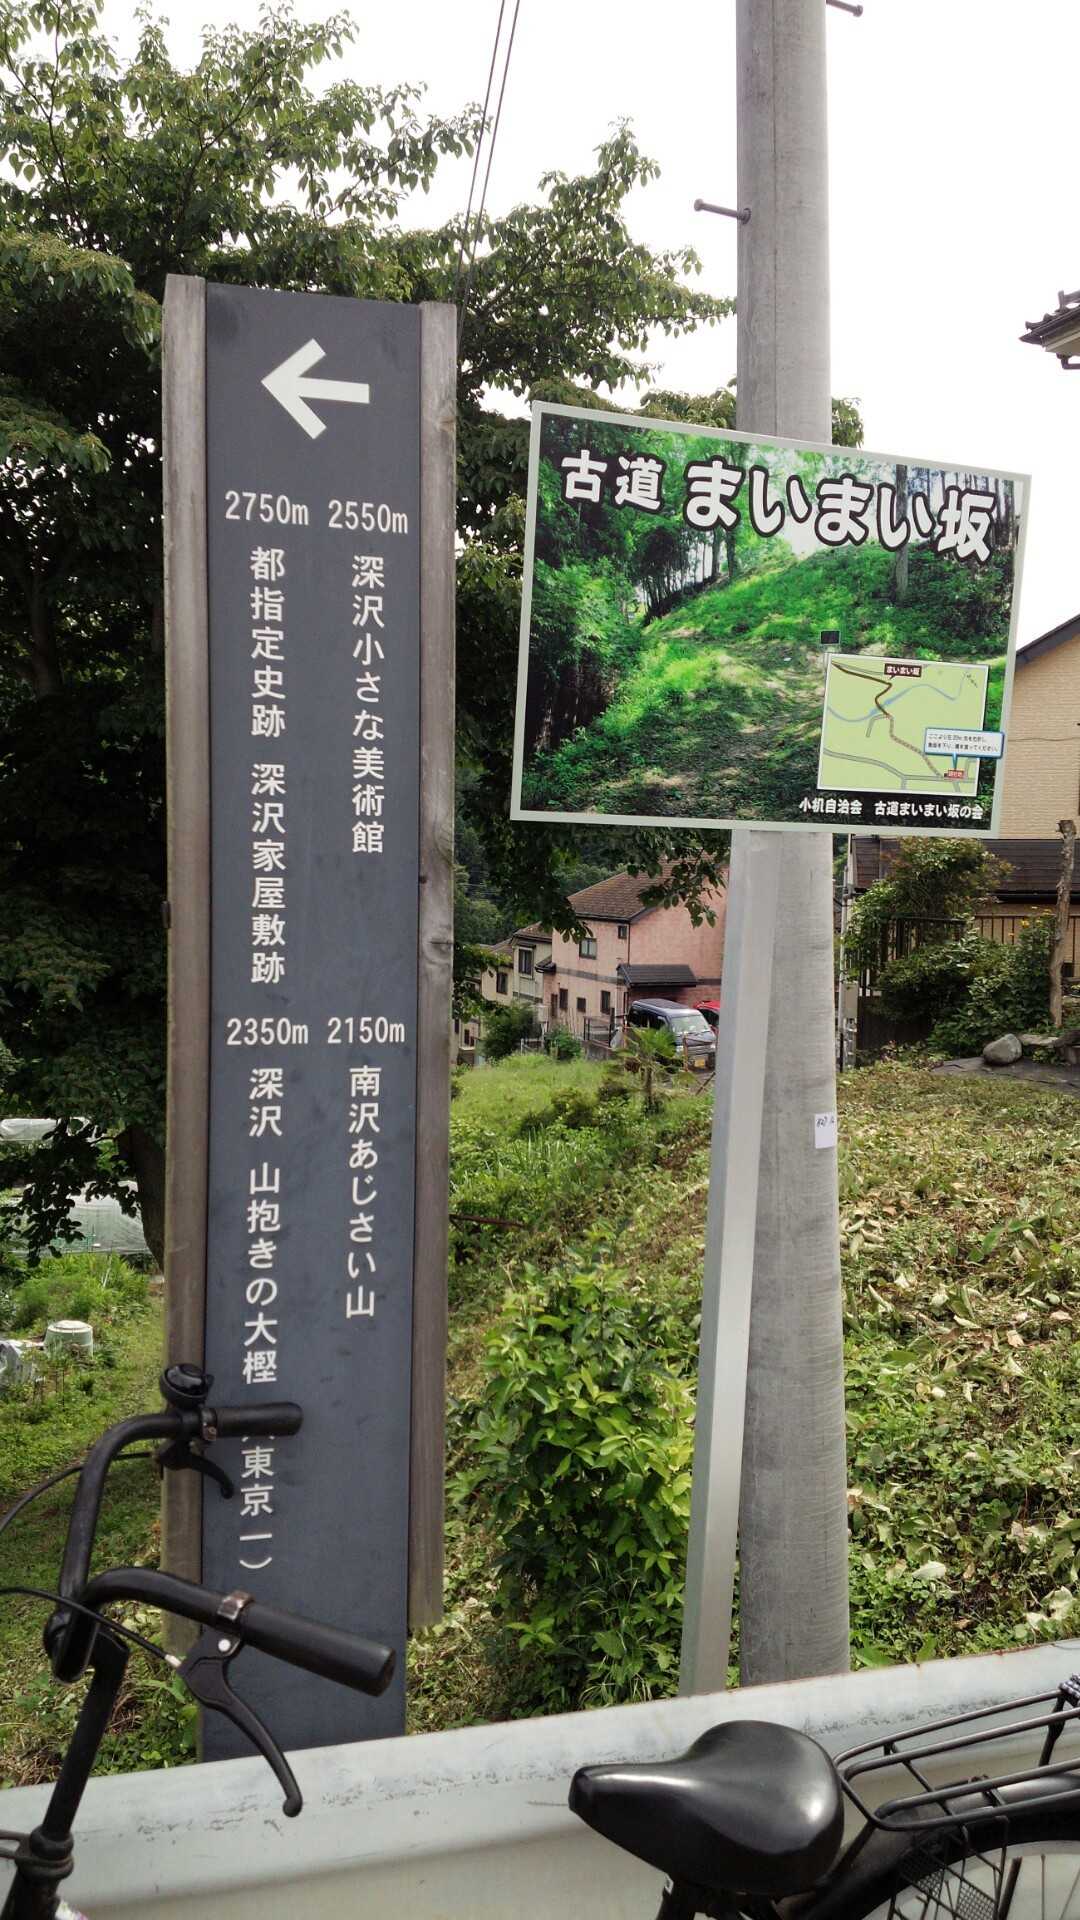 2550m
深沢小さな美術館
2750m
都指定史跡 深沢家屋敷跡
2150m
南沢あじさい山
2350m
深沢 山抱きの大樫
東京一）
古道 まいまい坂
まいまい坂
小机自治会 古道まいまい坂の会